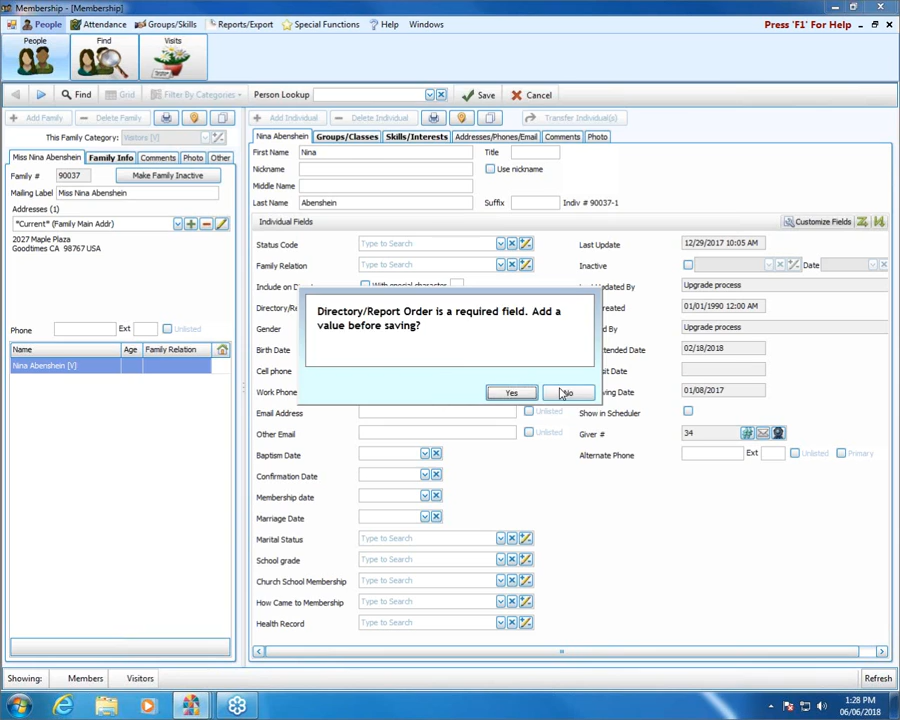 Membership - [Membership]
People Attendance Groups/Skills Reports/Export Special Functions Help Windows Press 'F1' For Help
People Find Visits
Find Grid Filter By Categories Person Lookup Save Cancel
Add Family Delete Family Add Individual Delete Individual Transfer Individual(s)
This Family Category: Visitors [V]
Miss Nina Abenshein Family Info Comments Photo Other
Family # 90037 Make Family Inactive
Mailing Label Miss Nina Abenshein
Addresses (1)
*Current* (Family Main Addr)
2027 Maple Plaza
Goodtimes CA 98767 USA
Phone Ext Unlisted
Name Age Family Relation
Nina Abenshein [V]
Nina Abenshein Groups/Classes Skills/Interests Addresses/Phones/Email Comments Photo
First Name Nina Title
Nickname Use nickname
Middle Name
Last Name Abenshein Suffix Indiv # 90037-1
Individual Fields Customize Fields
Status Code Type to Search Last Update 12/29/2017 10:05 AM
Family Relation Type to Search Inactive Date
Include on Di With special character Upgrade process
Directory/Re 01/01/1990 12:00 AM
Gender Upgrade process
Birth Date 02/18/2018
Cell phone
Work Phone 01/08/2017
Directory/Report Order is a required field. Add a
value before saving?
Yes No
Email Address Unlisted Show in Scheduler
Other Email Unlisted Giver # 34
Baptism Date Alternate Phone Ext Unlisted Primary
Confirmation Date
Membership date
Marriage Date
Marital Status Type to Search
School grade Type to Search
Church School Membership Type to Search
How Came to Membership Type to Search
Health Record Type to Search
Showing: Members Visitors Refresh
1:28 PM
06/06/2018